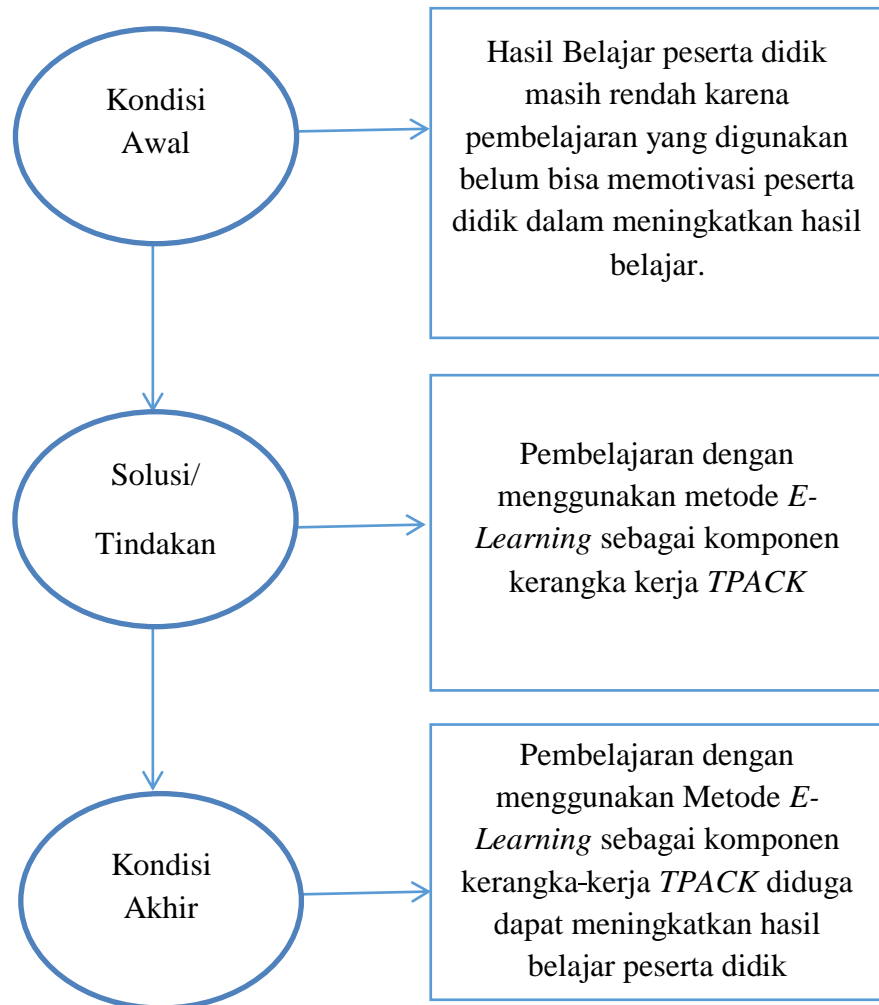 Kondisi
Awal
Hasil Belajar peserta didik
masih rendah karena
pembelajaran yang digunakan
belum bisa memotivasi peserta
didik dalam meningkatkan hasil
belajar.
Solusi/
Tindakan
Pembelajaran dengan
menggunakan metode E-
Learning sebagai komponen
kerangka kerja TPACK
Kondisi
Akhir
Pembelajaran dengan
menggunakan Metode E-
Learning sebagai komponen
kerangka-kerja TPACK diduga
dapat meningkatkan hasil
belajar peserta didik